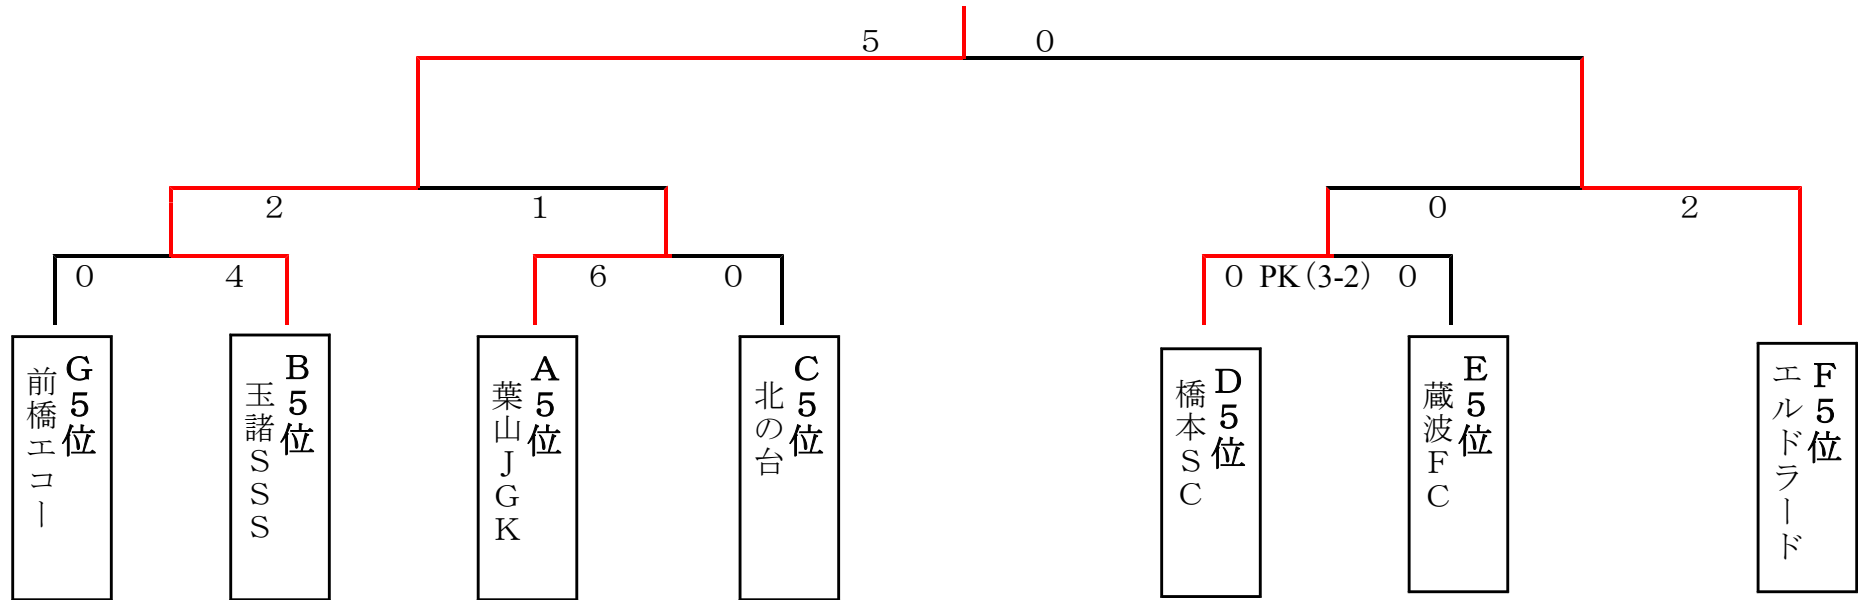 ５ ０
２ １ ０ ２
０ ４ ６ ０ ０ PK（3-2） ０
Ｇ５位
前橋エコー
Ｂ５位
玉諸ＳＳＳ
Ａ５位
葉山ＪＧＫ
Ｃ５位
北の台
Ｄ５位
橋本ＳＣ
Ｅ５位
蔵波ＦＣ
Ｆ５位
エルドラード